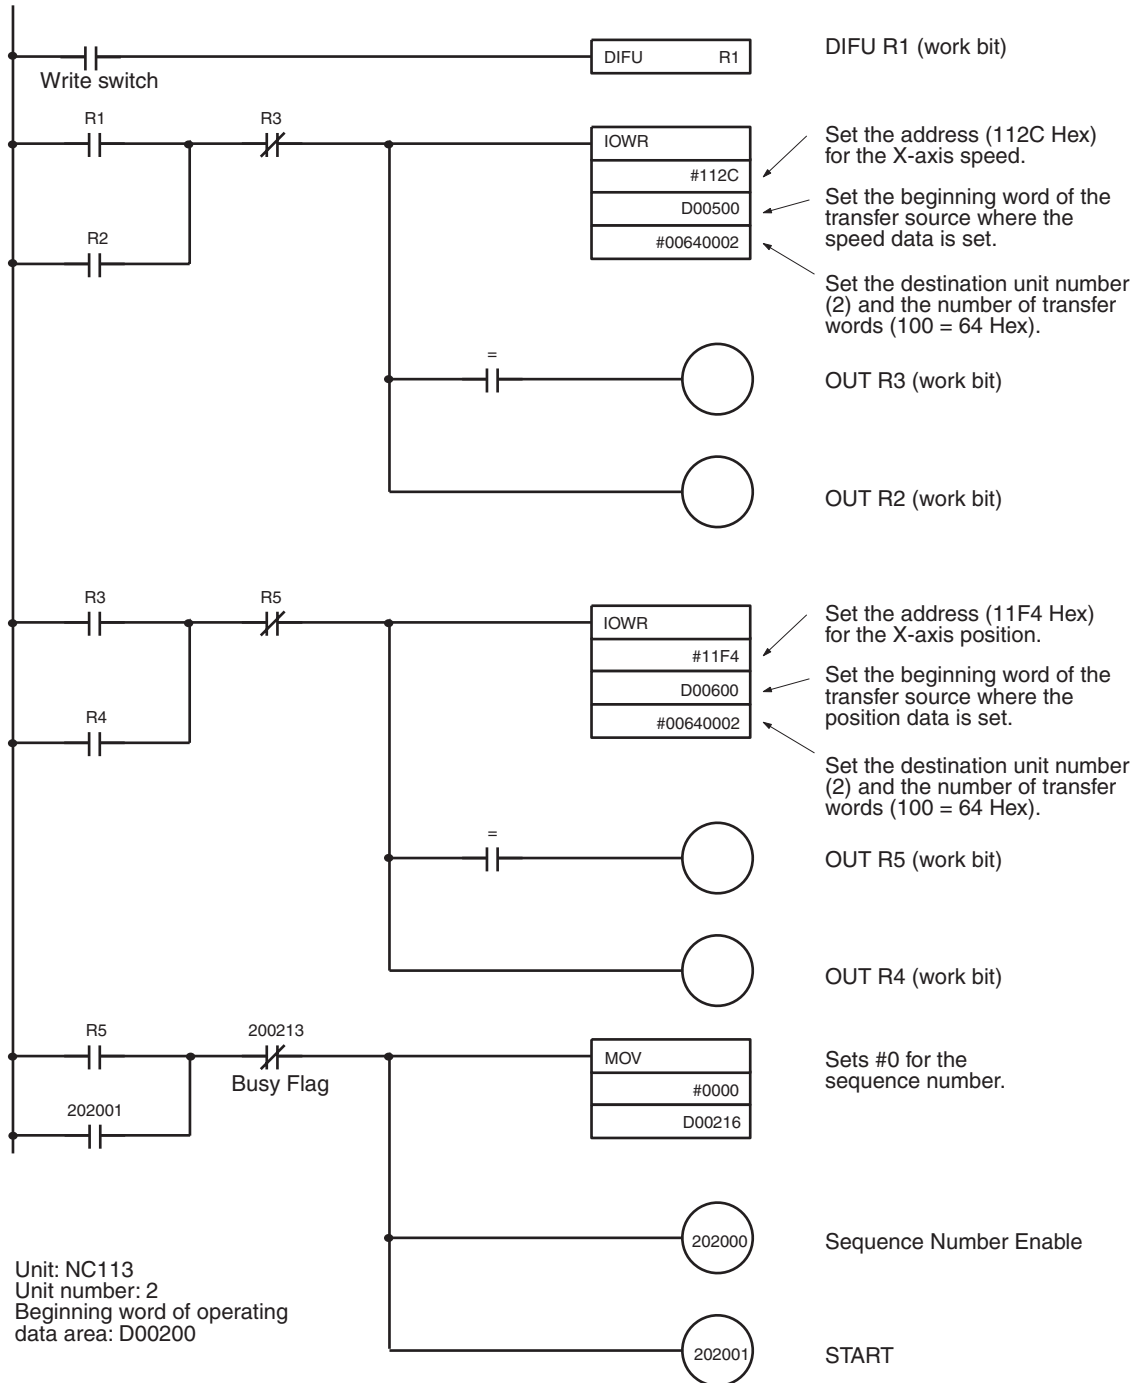 DIFU R1
DIFU R1 (work bit)
Write switch
R1
R3
R2
IOWR
#112C
D00500
#00640002
Set the address (112C Hex)
for the X-axis speed.
Set the beginning word of the
transfer source where the
speed data is set.
Set the destination unit number
(2) and the number of transfer
words (100 = 64 Hex).
=
OUT R3 (work bit)
OUT R2 (work bit)
R3
R5
R4
IOWR
#11F4
D00600
#00640002
Set the address (11F4 Hex)
for the X-axis position.
Set the beginning word of the
transfer source where the
position data is set.
Set the destination unit number
(2) and the number of transfer
words (100 = 64 Hex).
=
OUT R5 (work bit)
OUT R4 (work bit)
R5
200213
Busy Flag
202001
MOV
#0000
D00216
Sets #0 for the
sequence number.
202000
Sequence Number Enable
Unit: NC113
Unit number: 2
Beginning word of operating
data area: D00200
202001
START